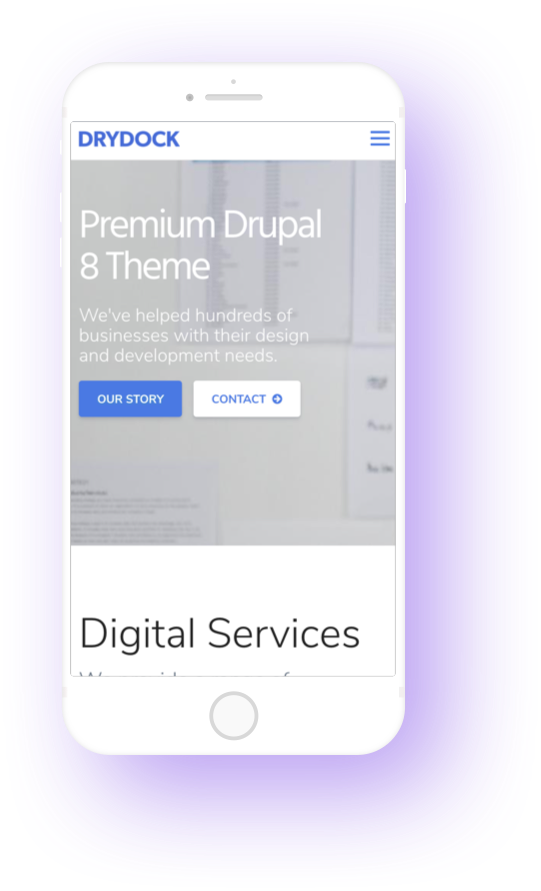 DRYDOCK
Premium Drupal
8 Theme
We've helped hundreds of
businesses with their design
and development needs.
OUR STORY
CONTACT
Digital Services